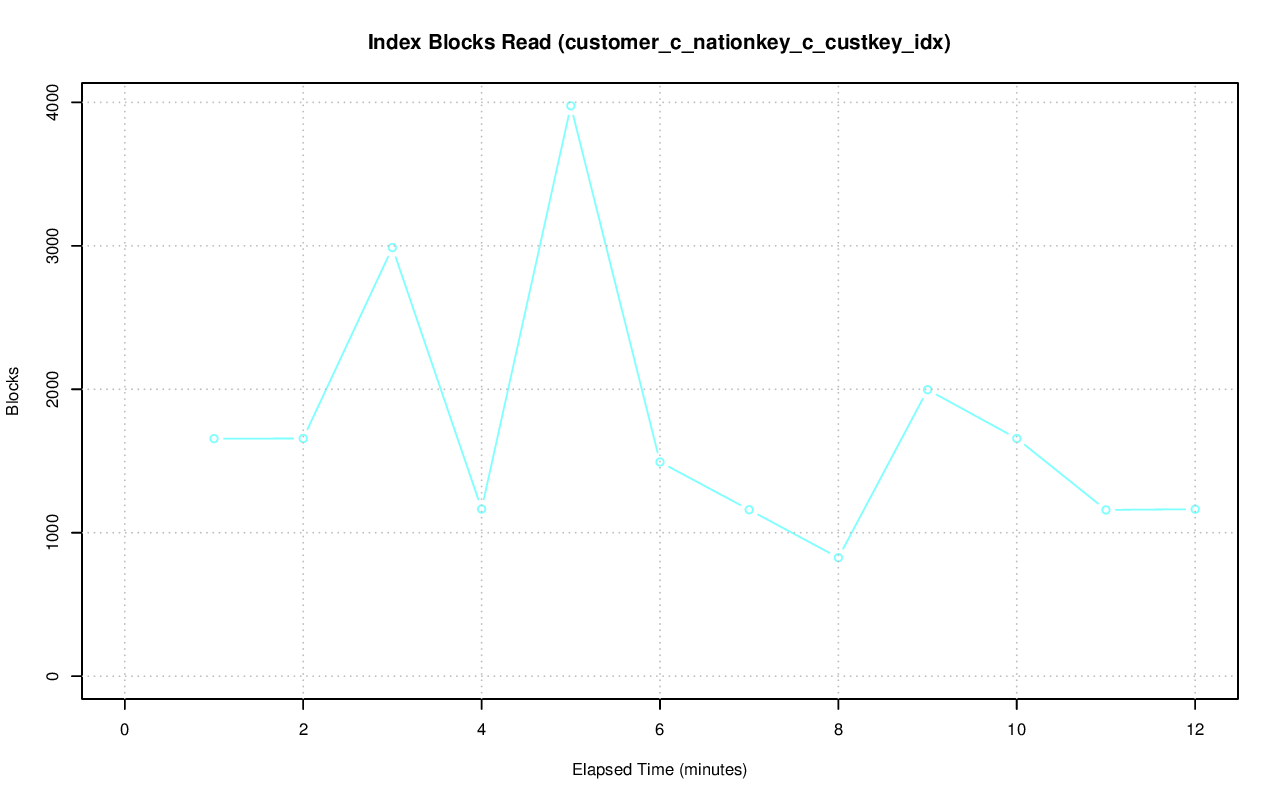 Index Blocks Read (customer_c_nationkey_c_custkey_idx)
4000
3000
2000
1000
0
Blocks
0 2 4 6 8 10 12
Elapsed Time (minutes)